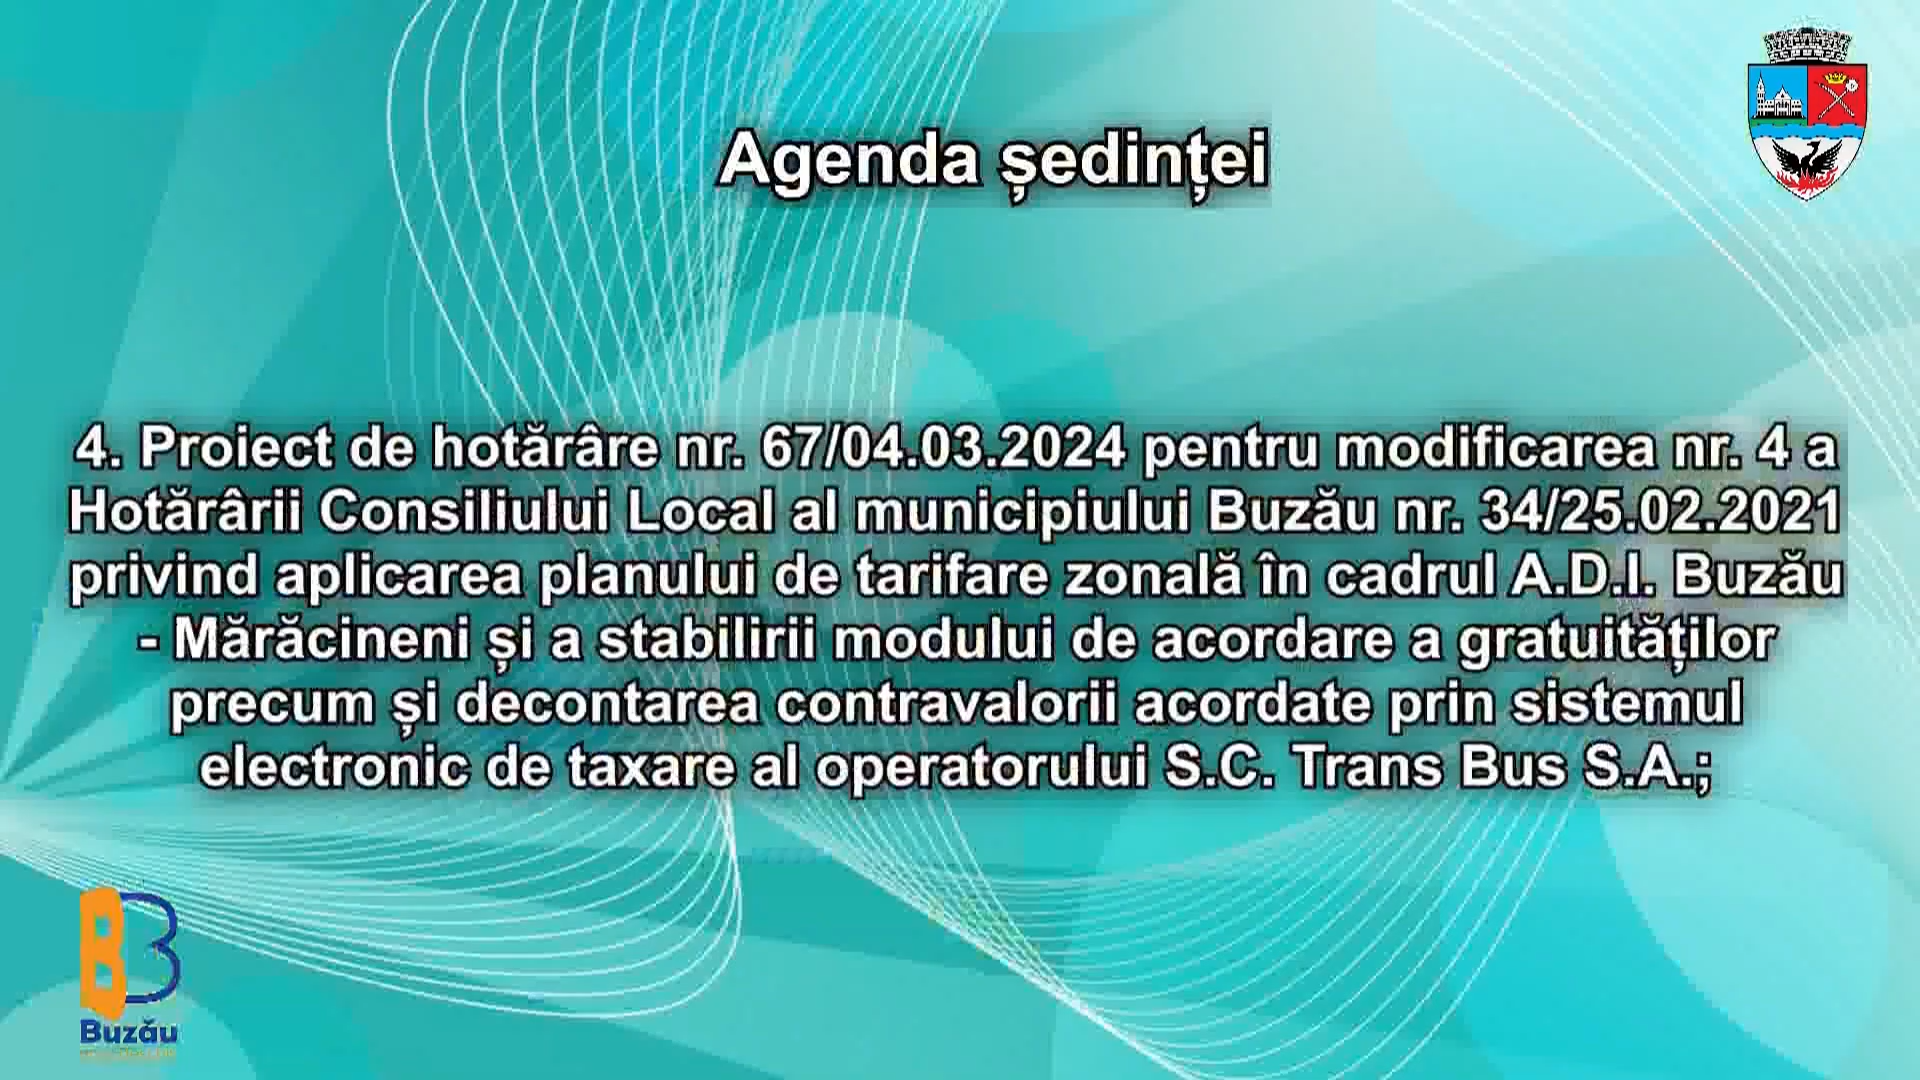 Agenda ședinței
4. Proiect de hotărâre nr. 67/04.03.2024 pentru modificarea nr. 4 a
Hotărârii Consiliului Local al municipiului Buzău nr. 34/25.02.2021
privind aplicarea planului de tarifare zonală în cadrul A.D.I. Buzău
- Mărăcineni și a stabilirii modului de acordare a gratuităților
precum și decontarea contravalorii acordate prin sistemul
electronic de taxare al operatorului S.C. Trans Bus S.A.;
Buzău